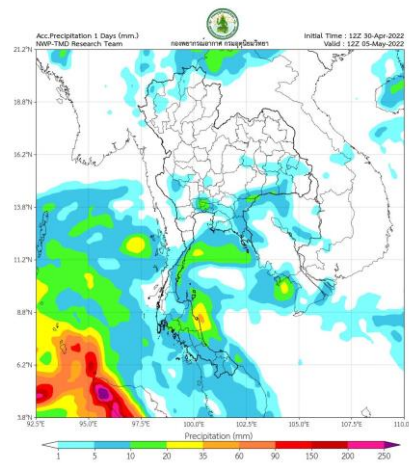 Acc.Precipitation 1 Days (mm.)
NWP-TMD Research Team
กองพยากรณ์อากาศ กรมอุตุนิยมวิทยา
Initial Time : 12Z 30-Apr-2022
Valid : 12Z 05-May-2022
21.2°N
18.8°N
16.2°N
13.8°N
11.2°N
8.8°N
6.2°N
3.8°N
92.5°E 95.0°E 97.5°E 100.0°E 102.5°E 105.0°E 107.5°E 110.0
Precipitation (mm)
1 5 10 20 35 60 90 150 200 250